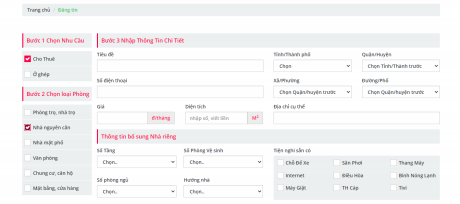 Trang chủ / Đăng tin
Bước 1 Chọn Nhu Cầu
Cho Thuê
Ở ghép
Bước 2 Chọn loại Phòng
Phòng trọ, nhà trọ
Nhà nguyên căn
Nhà mặt phố
Văn phòng
Chung cư, căn hộ
Mặt bằng, cửa hàng
Bước 3 Nhập Thông Tin Chi Tiết
Tiêu đề
Tỉnh/Thành phố
Quận/Huyện
Chọn
Chọn Tỉnh/Thành trước
Số điện thoại
Xã/Phường
Đường/Phố
Chọn Quận/huyện trước
Chọn Quận/huyện trước
Giá
Diện tích
Địa chỉ cụ thể
đ/tháng
Nhập số, viết liền
M²
Thông tin bổ sung Nhà riêng
Số Tầng
Số Phòng Vệ sinh
Tiện nghi sẵn có
Chọn..
Chọn..
Chỗ Để Xe
Sân Phơi
Thang Máy
Internet
Điều Hòa
Bình Nóng Lạnh
Máy Giặt
TH Cáp
Tivi
Số phòng ngủ
Hướng nhà
Chọn..
Chọn..